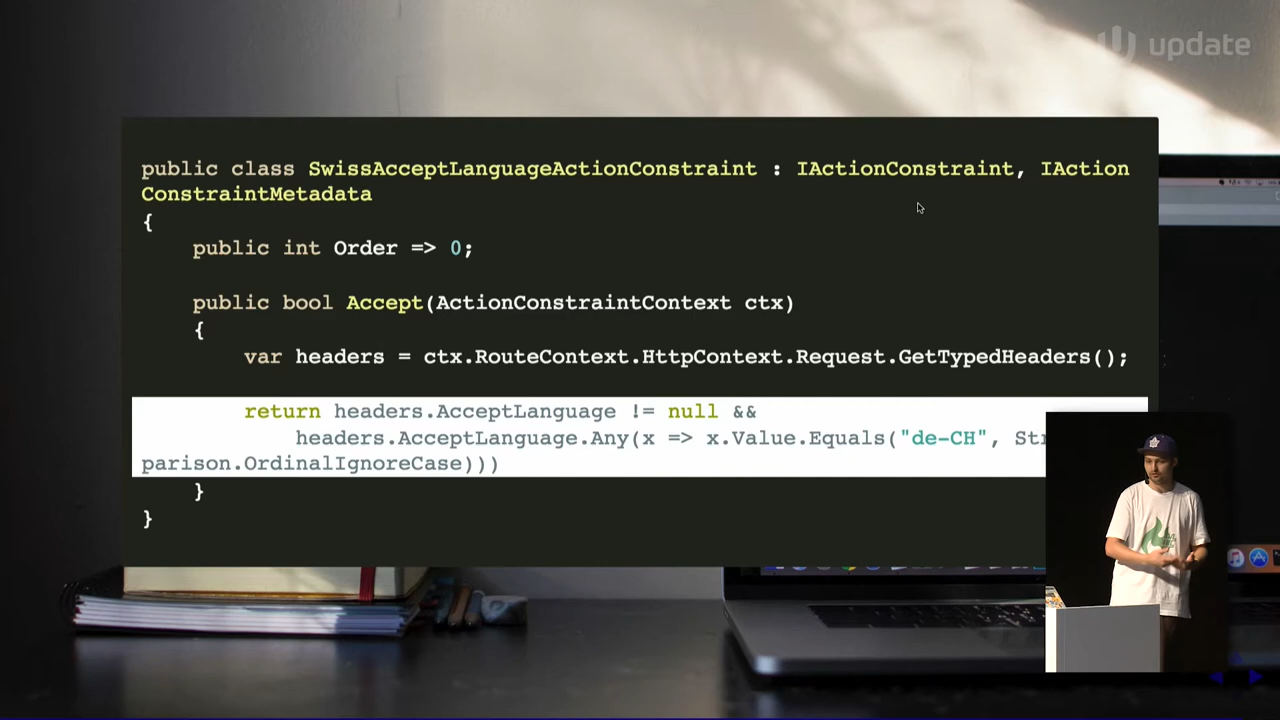 update
public class SwissAcceptLanguageActionConstraint : IActionConstraint, IAction
ConstraintMetadata
{
public int Order => 0;
public bool Accept(ActionConstraintContext ctx)
{
var headers = ctx.RouteContext.HttpContext.Request.GetTypedHeaders();
return headers.AcceptLanguage != null &&
headers.AcceptLanguage.Any(x => x.Value.Equals("de-CH",
parison.OrdinalIgnoreCase)))
}
}